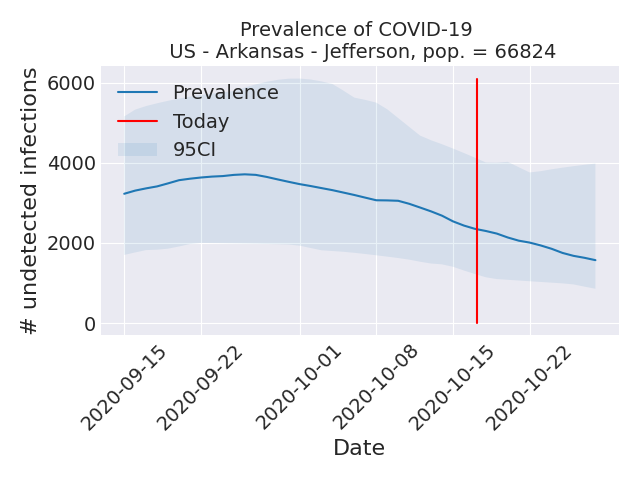 Prevalence of COVID-19
US - Arkansas - Jefferson, pop. = 66824
# undetected infections
6000
4000
2000
0
Prevalence
Today
95CI
2020-09-15
2020-09-22
2020-10-01
2020-10-08
2020-10-15
2020-10-22
Date